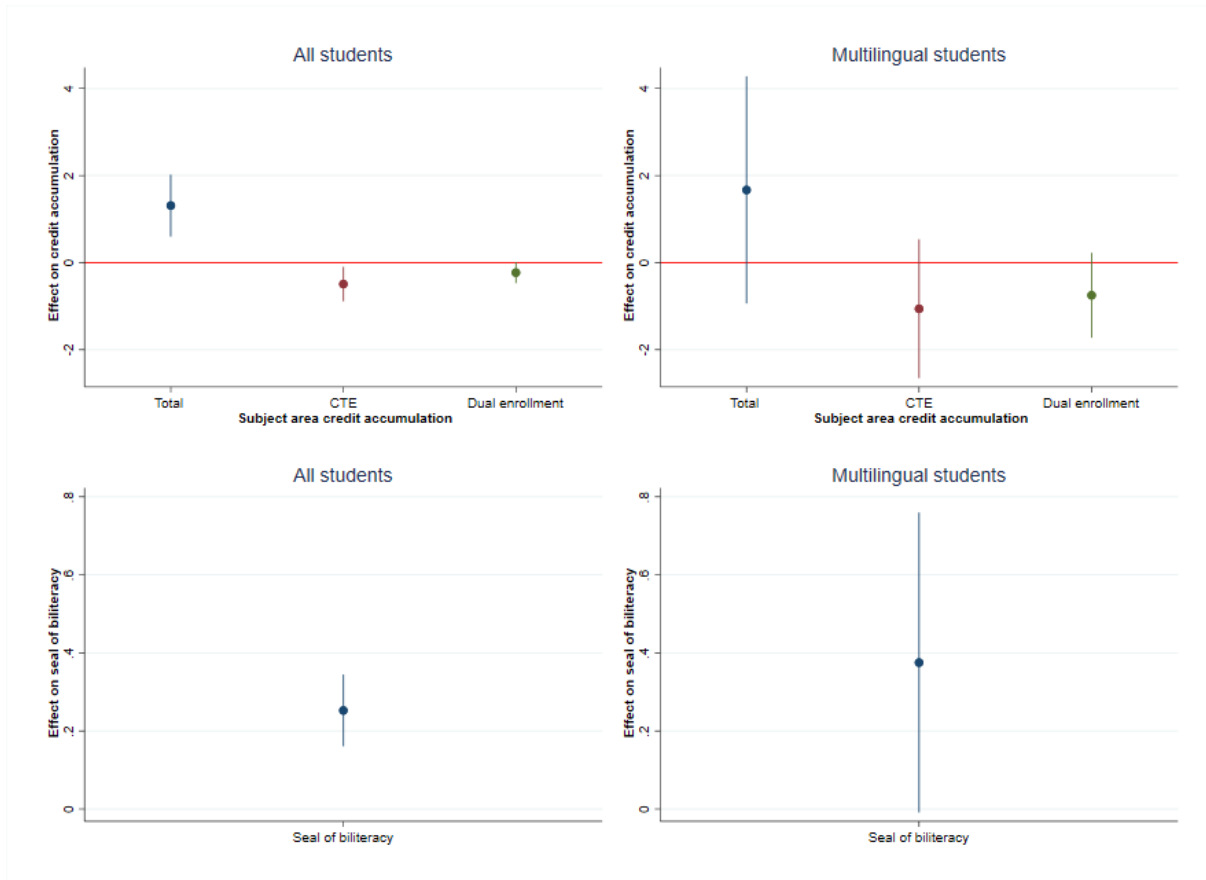 All students
Effect on credit accumulation
4
2
0
-2
Total CTE Dual enrollment
Subject area credit accumulation
Multilingual students
Effect on credit accumulation
4
2
0
-2
Total CTE Dual enrollment
Subject area credit accumulation
All students
Effect on seal of biliteracy
.8
.6
.4
.2
0
Seal of biliteracy
Multilingual students
Effect on seal of biliteracy
.8
.6
.4
.2
0
Seal of biliteracy